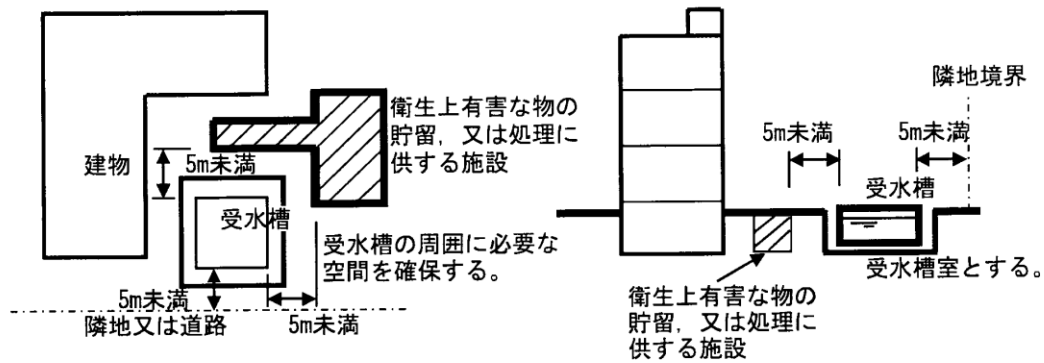 建物
5m未満
衛生上有害な物の
貯留，又は処理に
供する施設
受水槽
受水槽の周囲に必要な
空間を確保する。
5m未満
隣地又は道路
5m未満
隣地境界
5m未満
5m未満
受水槽
受水槽室とする。
衛生上有害な物の
貯留，又は処理に
供する施設